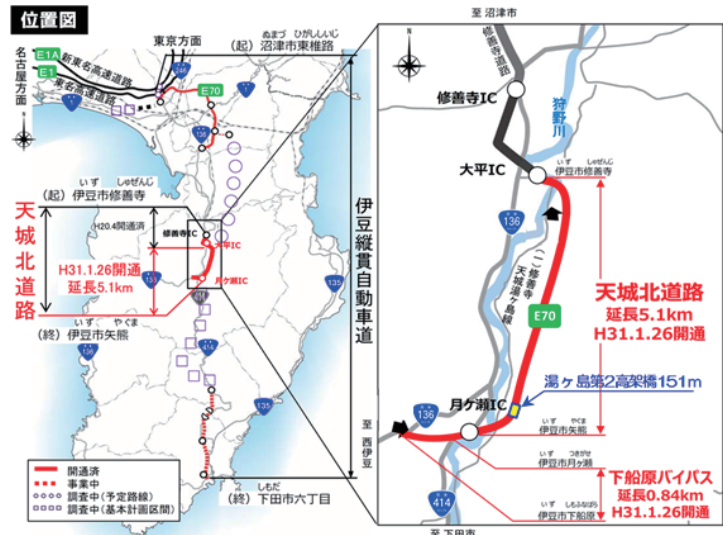 位置図
E1A
E1
新東名高速道路
東名高速道路
名古屋方面
東京方面
246
1
1
E70
136
ぬまづ ひがししいじ
(起)沼津市東椎路
い ず しゅぜんじ
(起)伊豆市修善寺
天城北道路
H20.4開通済
修善寺IC
大平IC
月ケ瀬IC
H31.1.26開通
延長5.1km
い ず やぐま
(終)伊豆市矢熊
136
414
135
135
伊豆縦貫自動車道
しもだ
(終)下田市六丁目
開通済
事業中
調査中(予定路線)
調査中(基本計画区間)
至 沼津市
修善寺道路
修善寺IC
狩野川
大平IC
い ず しゅぜんじ
伊豆市修善寺
136
(一)修善寺
天城湯ケ島線
E70
天城北道路
延長5.1km
H31.1.26開通
湯ヶ島第2高架橋151m
月ケ瀬IC
136
至 西伊豆
い ず やぐま
伊豆市矢熊
い ず つきがせ
伊豆市月ヶ瀬
下船原バイパス
延長0.84km
H31.1.26開通
い ず しもふなばら
伊豆市下船原
414
至 下田市